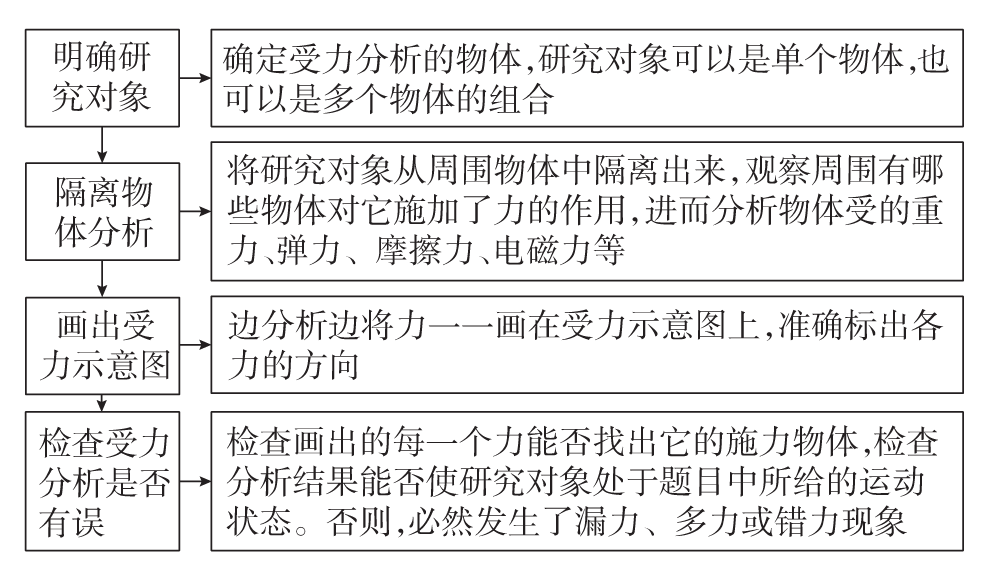 明确研
究对象
确定受力分析的物体,研究对象可以是单个物体,也
可以是多个物体的组合
隔离物
体分析
将研究对象从周围物体中隔离出来,观察周围有哪
些物体对它施加了力的作用,进而分析物体受的重
力、弹力、摩擦力、电磁力等
画出受
力示意图
边分析边将力一一画在受力示意图上,准确标出各
力的方向
检查受力
分析是否
有误
检查画出的每一个力能否找出它的施力物体,检查
分析结果能否使研究对象处于题目中所给的运动
状态。否则,必然发生了漏力、多力或错力现象